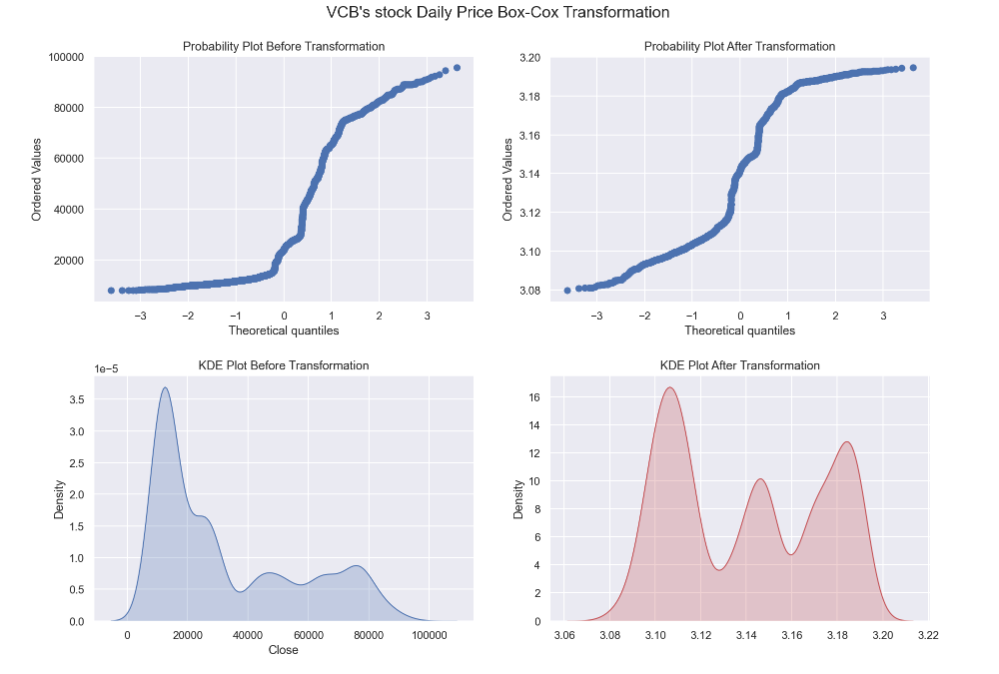 VCB's stock Daily Price Box-Cox Transformation
Probability Plot Before Transformation
100000
80000
60000
40000
20000
Ordered Values
−3 −2 −1 0 1 2 3
Theoretical quantiles
Probability Plot After Transformation
3.20
3.18
3.16
3.14
3.12
3.10
3.08
Ordered Values
−3 −2 −1 0 1 2 3
Theoretical quantiles
KDE Plot Before Transformation
1e−5
3.5
3.0
2.5
2.0
1.5
1.0
0.5
0.0
Density
0 20000 40000 60000 80000 100000
Close
KDE Plot After Transformation
16
14
12
10
8
6
4
2
0
Density
3.06 3.08 3.10 3.12 3.14 3.16 3.18 3.20 3.22